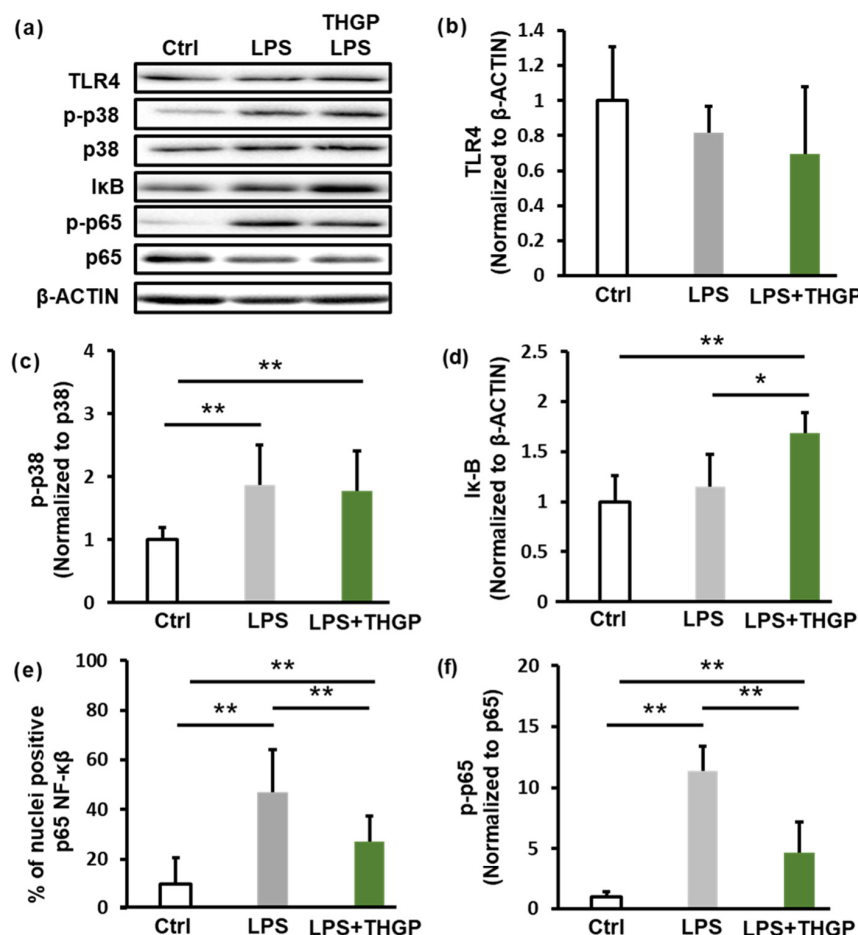 (a)
Ctrl LPS THGP LPS
TLR4
p-p38
p38
IκB
p-p65
p65
β-ACTIN
(b)
TLR4
(Normalized to β-ACTIN)
1.4
1.2
1
0.8
0.6
0.4
0.2
0
Ctrl LPS LPS+THGP
(c)
p-p38
(Normalized to p38)
4
3
2
1
0
**
**
Ctrl LPS LPS+THGP
(d)
Iκ-B
(Normalized to β-ACTIN)
2.5
2
1.5
1
0.5
0
**
*
Ctrl LPS LPS+THGP
(e)
% of nuclei positive
p65 NF-κβ
100
80
60
40
20
0
**
** **
Ctrl LPS LPS+THGP
(f)
p-p65
(Normalized to p65)
20
15
10
5
0
**
** **
Ctrl LPS LPS+THGP